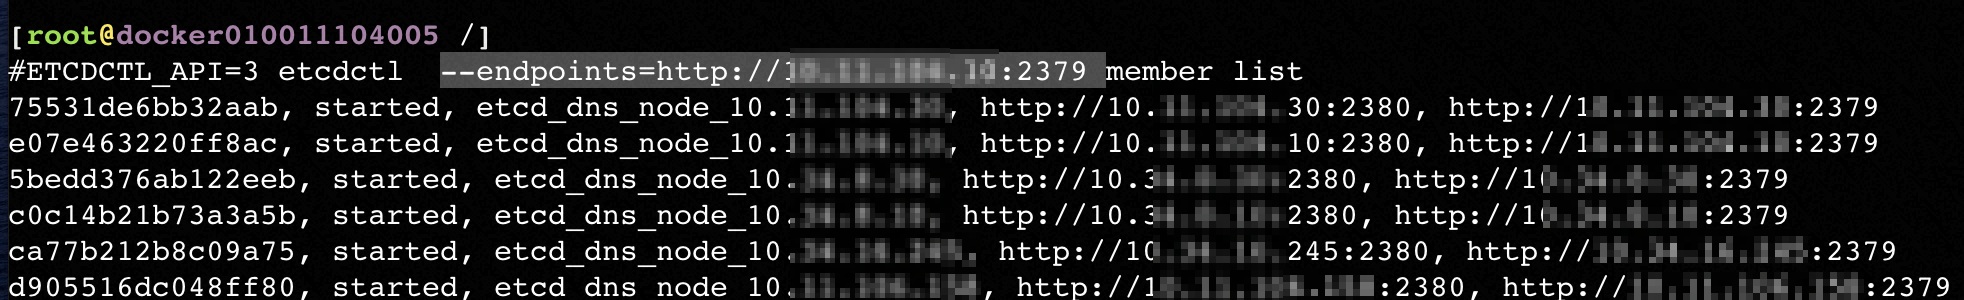 [root@docker010011104005 /]
#ETCDCTL_API=3 etcdctl --endpoints=http://1 :2379 member list
75531de6bb32aab, started, etcd_dns_node_10.1 , http://10. .30:2380, http://1 :2379
e07e463220ff8ac, started, etcd_dns_node_10.1 , http://10. .10:2380, http://1 :2379
5bedd376ab122eeb, started, etcd_dns_node_10. , http://10.3 2380, http://1 :2379
c0c14b21b73a3a5b, started, etcd_dns_node_10. , http://10.3 2380, http://1 :2379
ca77b212b8c09a75, started, etcd_dns_node_10. , http://10 .245:2380, http:// :2379
d905516dc048ff80, started, etcd_dns_node_10. , http://1 :2380, http:// :2379